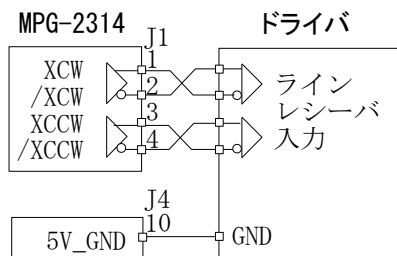 MPG-2314
ドライバ
J1
XCW
1
/XCW
2
XCCW
3
/XCCW
4
ライン
レシーバ
入力
J4
10
5V_GND
GND